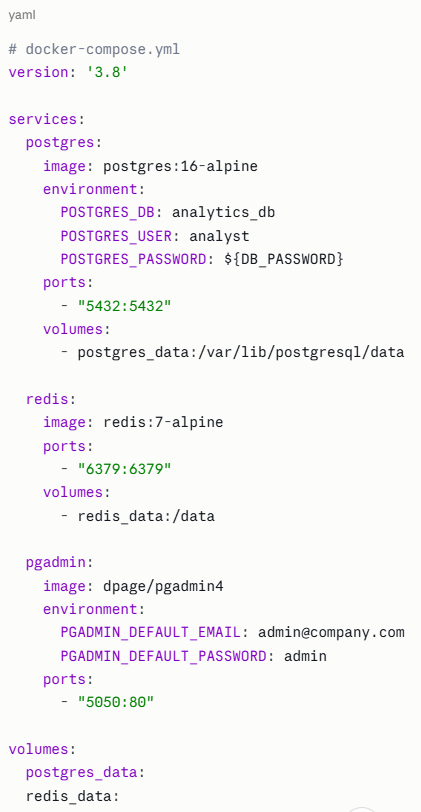 yaml
# docker-compose.yml
version: '3.8'

services:
  postgres:
    image: postgres:16-alpine
    environment:
      POSTGRES_DB: analytics_db
      POSTGRES_USER: analyst
      POSTGRES_PASSWORD: ${DB_PASSWORD}
    ports:
      - "5432:5432"
    volumes:
      - postgres_data:/var/lib/postgresql/data

  redis:
    image: redis:7-alpine
    ports:
      - "6379:6379"
    volumes:
      - redis_data:/data

  pgadmin:
    image: dpage/pgadmin4
    environment:
      PGADMIN_DEFAULT_EMAIL: admin@company.com
      PGADMIN_DEFAULT_PASSWORD: admin
    ports:
      - "5050:80"

volumes:
  postgres_data:
  redis_data: